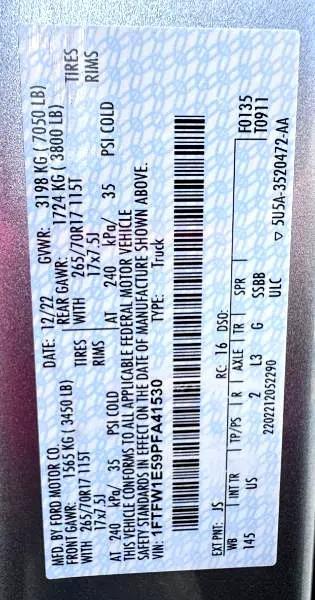 MFD. BY FORD MOTOR CO.
DATE: 12/22 GVWR: 3198 KG (7050 LB)
FRONT GAWR: 1565 KG (3450 LB) REAR GAWR: 1724 KG (3800 LB)
WITH 265/70R17 115T TIRES WITH 265/70R17 115T TIRES
17x7.5J RIMS 17x7.5J RIMS
AT 240 kPa/ 35 PSI COLD AT 240 kPa/ 35 PSI COLD
THIS VEHICLE CONFORMS TO ALL APPLICABLE FEDERAL MOTOR VEHICLE
SAFETY STANDARDS IN EFFECT ON THE DATE OF MANUFACTURE SHOWN ABOVE.
VIN: 1FTFW1E59PFA41530 TYPE: Truck
F0135
T0911
EXT PNT: JS RC: 16 DSO:
WB INT TR TP/PS R AXLE TR SPR
145 US 2 L3 G SSBB
2202212052290 ULC
▽ 5U5A-3520472-AA